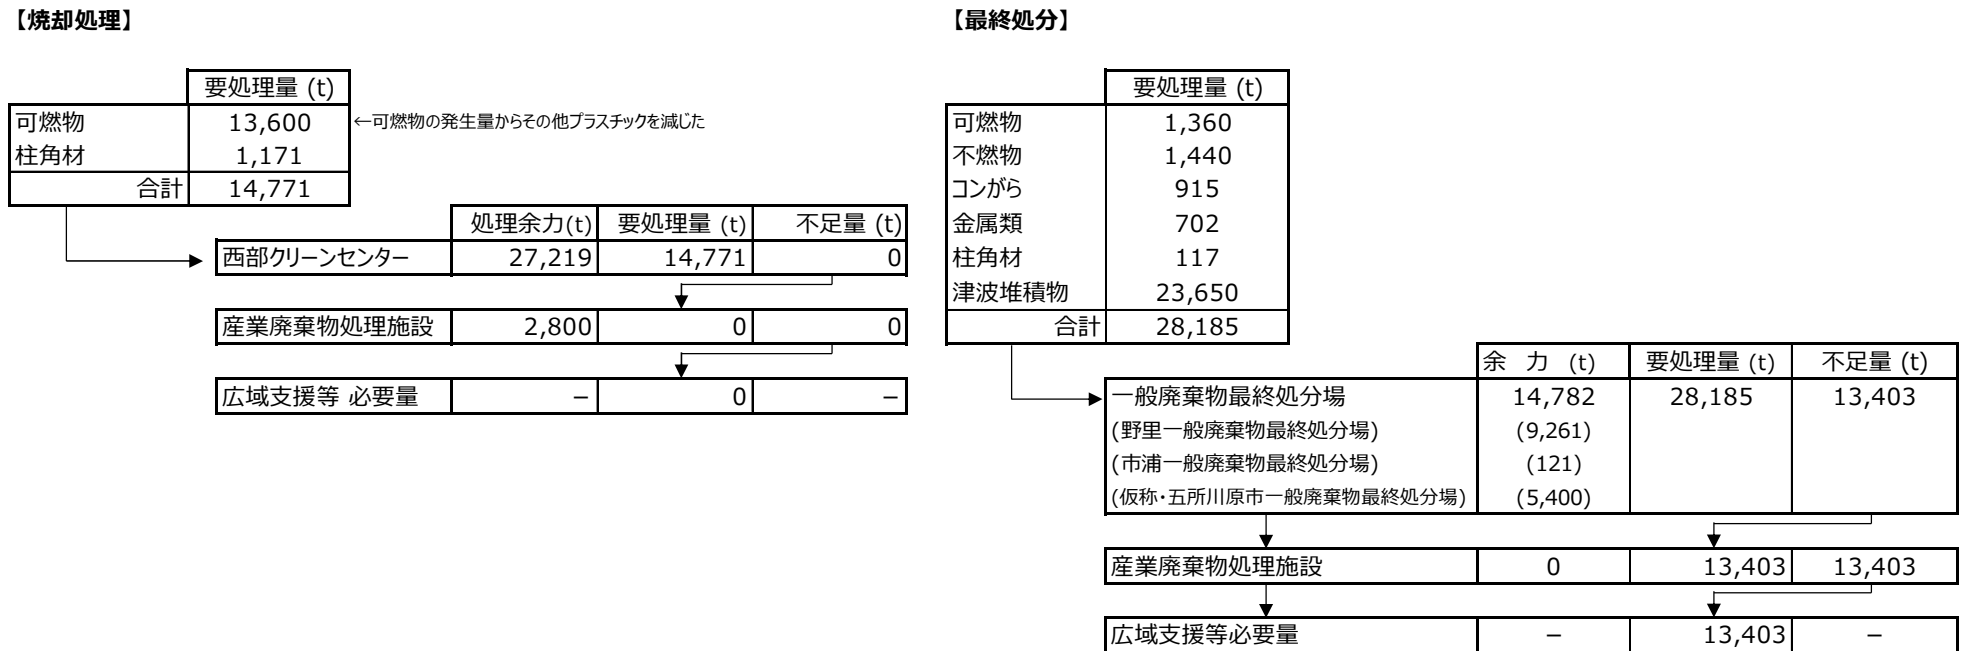 【焼却処理】
要処理量 (t)
可燃物 13,600 ←可燃物の発生量からその他プラスチックを減じた
柱角材 1,171
合計 14,771
処理余力(t) 要処理量 (t) 不足量 (t)
西部クリーンセンター 27,219 14,771 0
産業廃棄物処理施設 2,800 0 0
広域支援等 必要量 － 0 －
【最終処分】
要処理量 (t)
可燃物 1,360
不燃物 1,440
コンがら 915
金属類 702
柱角材 117
津波堆積物 23,650
合計 28,185
余 力 (t) 要処理量 (t) 不足量 (t)
一般廃棄物最終処分場 14,782 28,185 13,403
(野里一般廃棄物最終処分場) (9,261)
(市浦一般廃棄物最終処分場) (121)
(仮称・五所川原市一般廃棄物最終処分場) (5,400)
産業廃棄物処理施設 0 13,403 13,403
広域支援等必要量 － 13,403 －